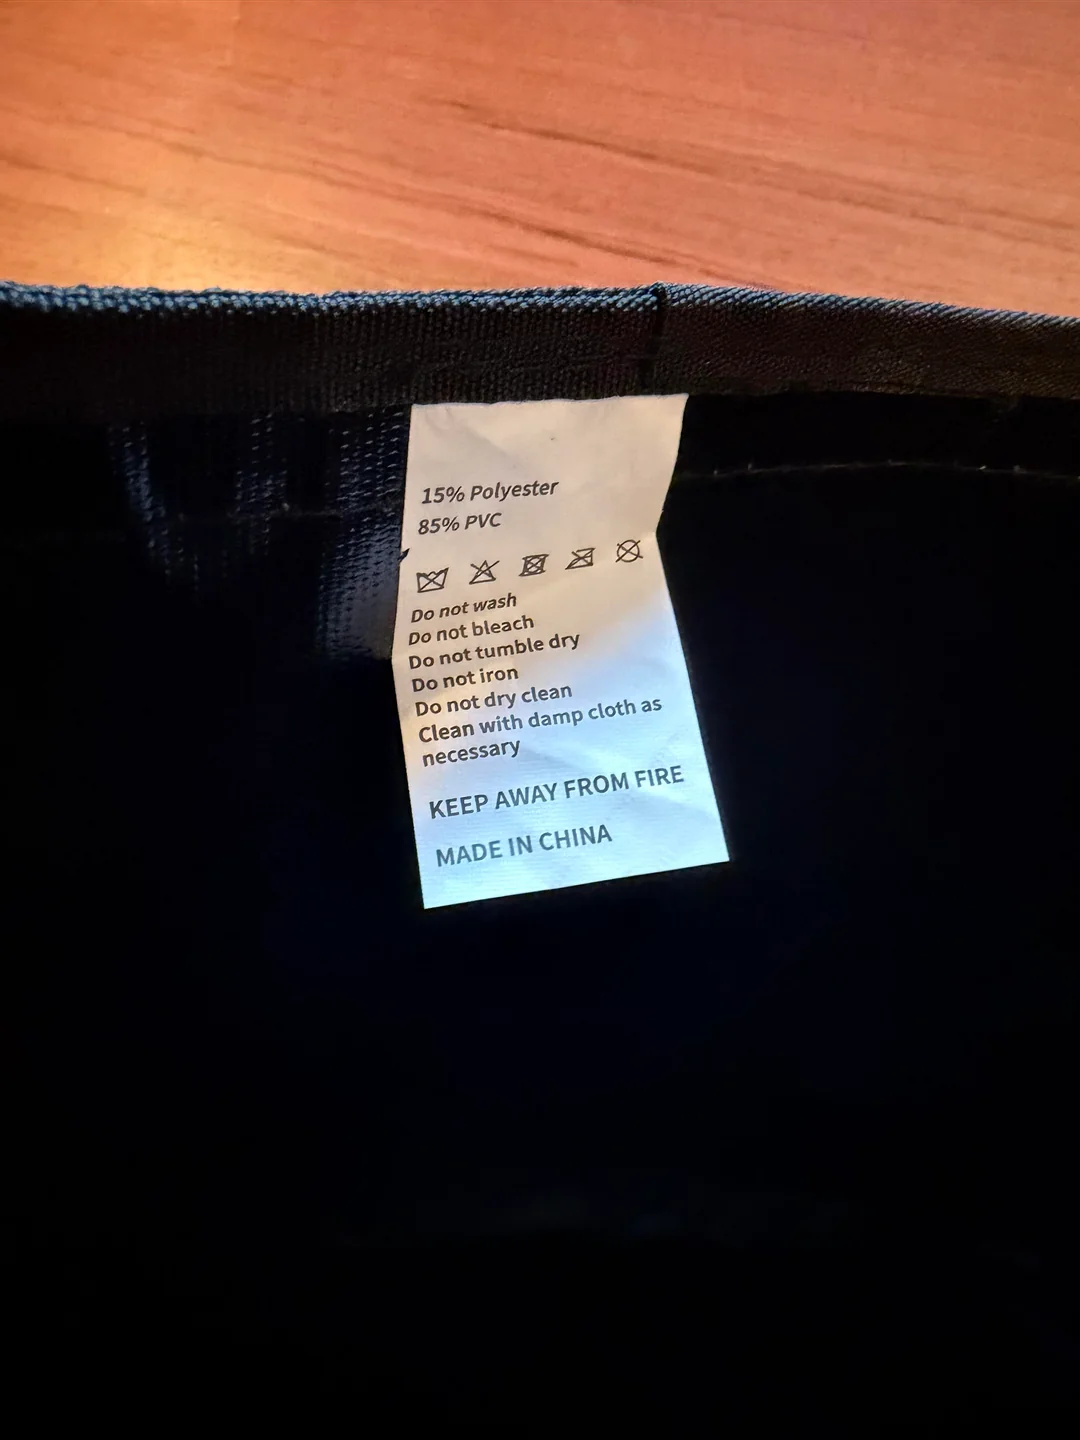 15% Polyester
85% PVC
Do not wash
Do not bleach
Do not tumble dry
Do not iron
Do not dry clean
Clean with damp cloth as
necessary
KEEP AWAY FROM FIRE
MADE IN CHINA